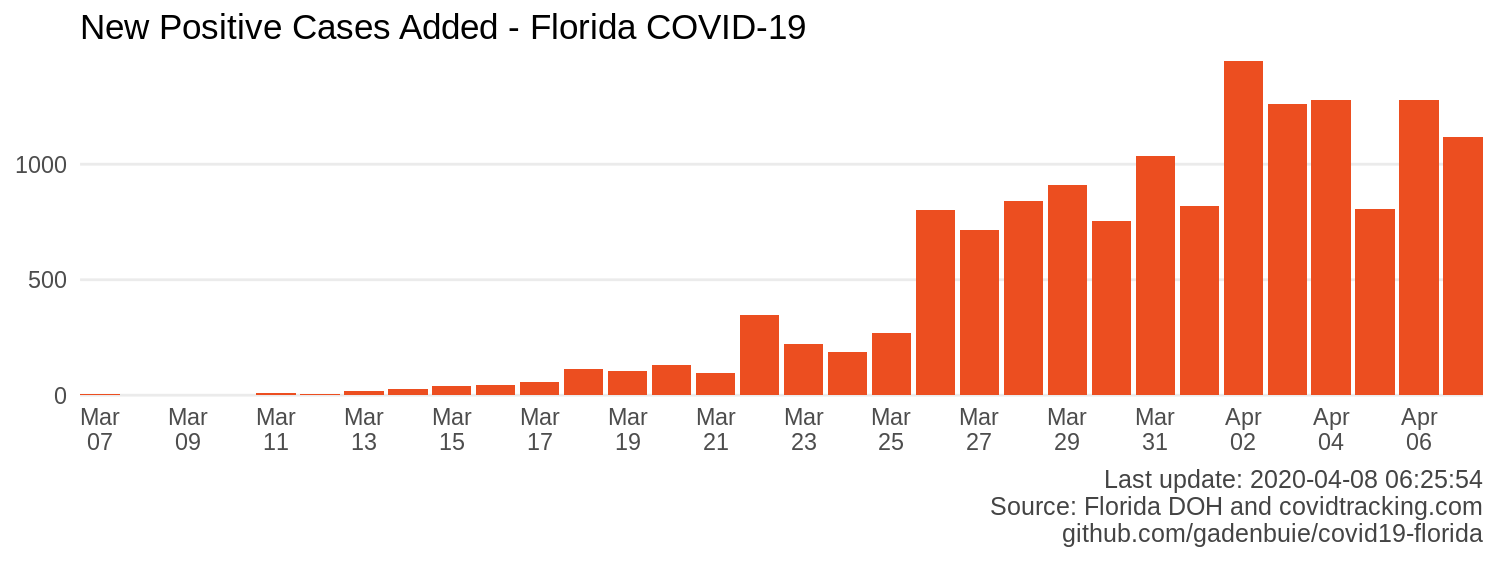 New Positive Cases Added - Florida COVID-19
1000
500
0
Mar Mar Mar Mar Mar Mar Mar Mar Mar Mar Mar Mar Mar Apr Apr Apr
07 09 11 13 15 17 19 21 23 25 27 29 31 02 04 06
Last update: 2020-04-08 06:25:54
Source: Florida DOH and covidtracking.com
github.com/gadenbuie/covid19-florida